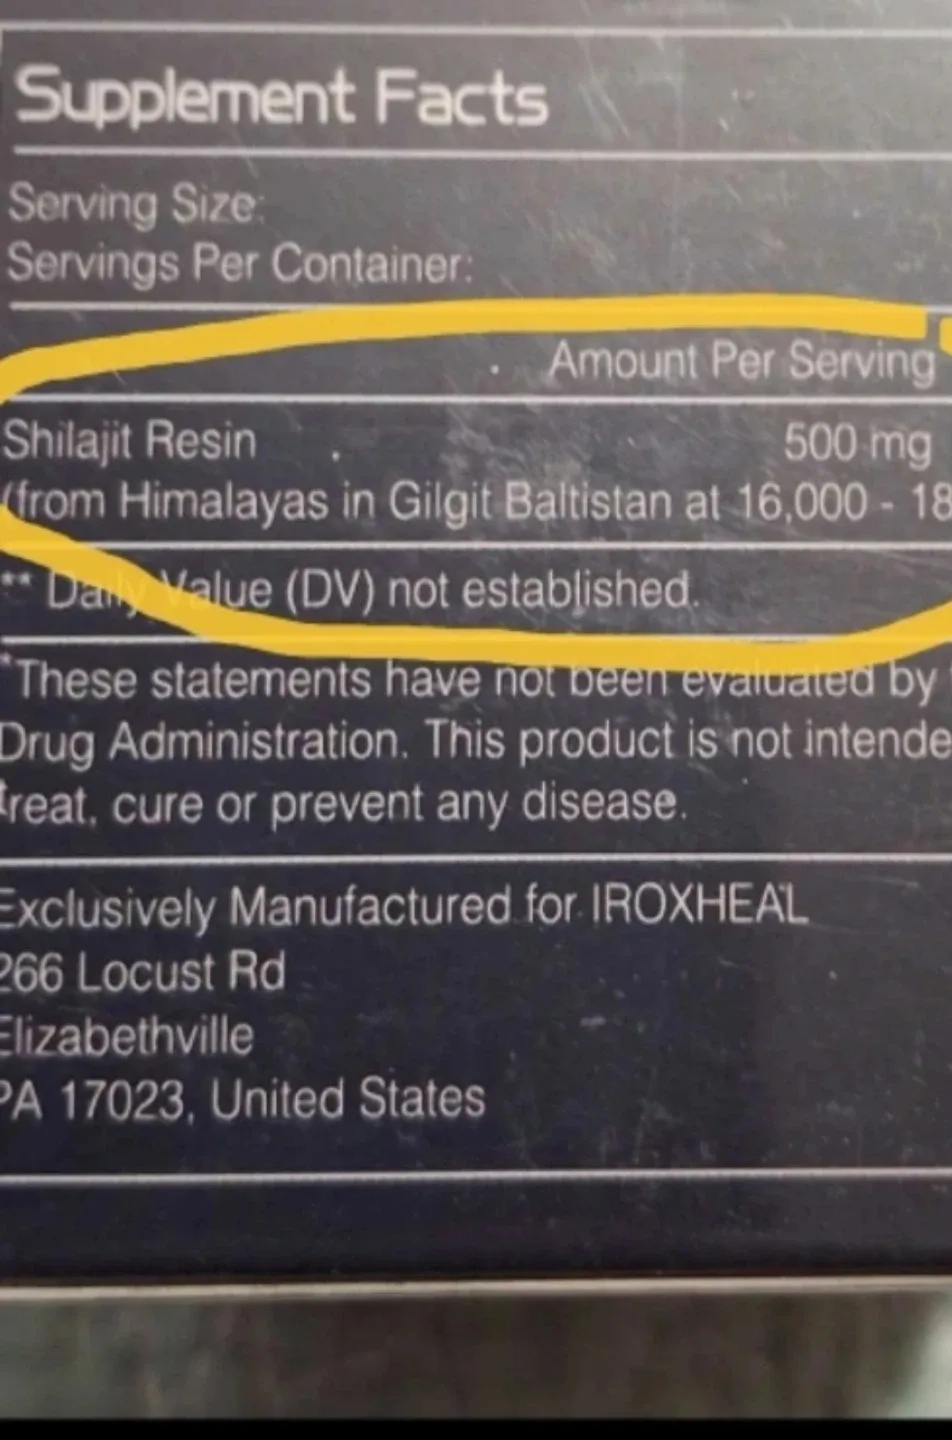 Supplement Facts
Serving Size:
Servings Per Container:
Amount Per Serving
Shilajit Resin 500 mg
(from Himalayas in Gilgit Baltistan at 16,000 - 18
** Daily Value (DV) not established.
*These statements have not been evaluated by
Drug Administration. This product is not intende
treat, cure or prevent any disease.
Exclusively Manufactured for IROXHEAL
266 Locust Rd
Elizabethville
PA 17023, United States